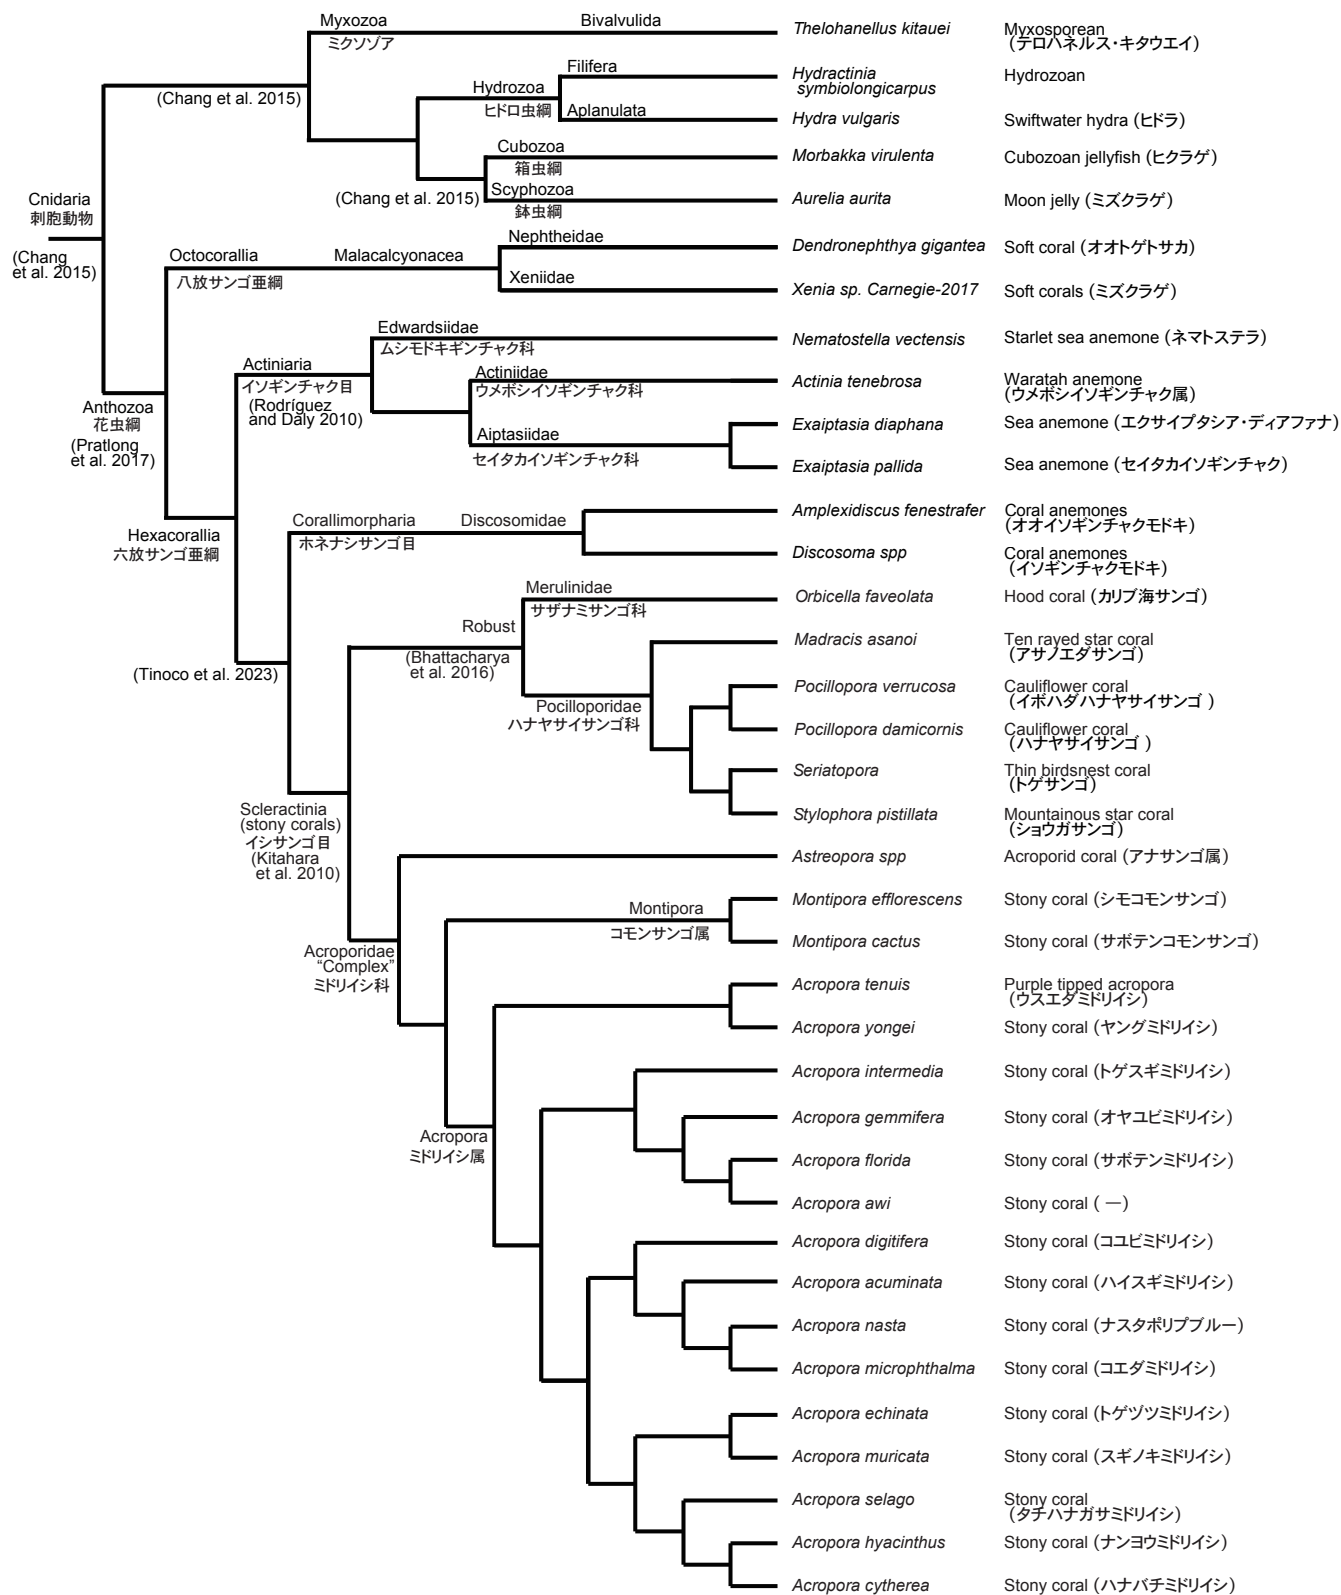 Myxozoa
ミクソゾア
Bivalvulida
Thelohanellus kitauei
Myxosporean
(テロハネルス・キタウエイ)
(Chang et al. 2015)
Hydrozoa
ヒドロ虫綱
Filifera
Hydractinia
symbiolongicarpus
Hydrozoan
Aplanulata
Hydra vulgaris
Swiftwater hydra (ヒドラ)
Cubozoa
箱虫綱
Morbakka virulenta
Cubozoan jellyfish (ヒクラゲ)
(Chang et al. 2015)
Scyphozoa
鉢虫綱
Aurelia aurita
Moon jelly (ミズクラゲ)
Cnidaria
刺胞動物
(Chang
et al. 2015)
Octocorallia
八放サンゴ亜綱
Malacalcyonacea
Nephtheidae
Dendronephthya gigantea
Soft coral (オオトゲトサカ)
Xeniidae
Xenia sp. Carnegie-2017
Soft corals (ミズクラゲ)
Edwardsiidae
ムシモドキギンチャク科
Nematostella vectensis
Starlet sea anemone (ネマトステラ)
Actiniaria
イソギンチャク目
(Rodríguez
and Daly 2010)
Actiniidae
ウメボシイソギンチャク科
Actinia tenebrosa
Waratah anemone
(ウメボシイソギンチャク属)
Anthozoa
花虫綱
(Pratlong
et al. 2017)
Aiptasiidae
セイタカイソギンチャク科
Exaiptasia diaphana
Sea anemone (エクサイプタシア・ディアファナ)
Exaiptasia pallida
Sea anemone (セイタカイソギンチャク)
Hexacorallia
六放サンゴ亜綱
Corallimorpharia
ホネナシサンゴ目
Discosomidae
Amplexidiscus fenestrafer
Coral anemones
(オオイソギンチャクモドキ)
Discosoma spp
Coral anemones
(イソギンチャクモドキ)
Merulinidae
サザナミサンゴ科
Orbicella faveolata
Hood coral (カリブ海サンゴ)
Robust
(Bhattacharya
et al. 2016)
(Tinoco et al. 2023)
Madracis asanoi
Ten rayed star coral
(アサノエダサンゴ)
Pocilloporidae
ハナヤサイサンゴ科
Pocillopora verrucosa
Cauliflower coral
(イボハダハナヤサイサンゴ )
Pocillopora damicornis
Cauliflower coral
(ハナヤサイサンゴ )
Seriatopora
Thin birdsnest coral
(トゲサンゴ)
Stylophora pistillata
Mountainous star coral
(ショウガサンゴ)
Scleractinia
(stony corals)
イシサンゴ目
(Kitahara
et al. 2010)
Astreopora spp
Acroporid coral (アナサンゴ属)
Montipora
コモンサンゴ属
Montipora efflorescens
Stony coral (シモコモンサンゴ)
Montipora cactus
Stony coral (サボテンコモンサンゴ)
Acroporidae
“Complex”
ミドリイシ科
Acropora tenuis
Purple tipped acropora
(ウスエダミドリイシ)
Acropora yongei
Stony coral (ヤングミドリイシ)
Acropora intermedia
Stony coral (トゲスギミドリイシ)
Acropora
ミドリイシ属
Acropora gemmifera
Stony coral (オヤユビミドリイシ)
Acropora florida
Stony coral (サボテンミドリイシ)
Acropora awi
Stony coral ( ー)
Acropora digitifera
Stony coral (コユビミドリイシ)
Acropora acuminata
Stony coral (ハイスギミドリイシ)
Acropora nasta
Stony coral (ナスタポリプブルー)
Acropora microphthalma
Stony coral (コエダミドリイシ)
Acropora echinata
Stony coral (トゲヅツミドリイシ)
Acropora muricata
Stony coral (スギノキミドリイシ)
Acropora selago
Stony coral
(タチハナガサミドリイシ)
Acropora hyacinthus
Stony coral (ナンヨウミドリイシ)
Acropora cytherea
Stony coral (ハナバチミドリイシ)